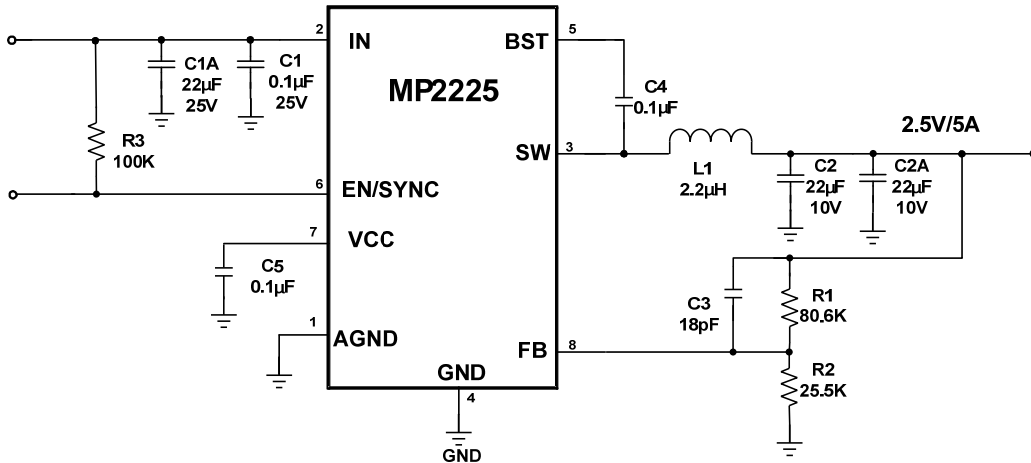 2
IN
C1A
22µF
25V
C1
0.1µF
25V
MP2225
BST
5
C4
0.1µF
R3
100K
SW
3
L1
2.2µH
2.5V/5A
C2
22µF
10V
C2A
22µF
10V
6
EN/SYNC
7
VCC
C5
0.1µF
1
AGND
GND
4
GND
FB
8
C3
18pF
R1
80.6K
R2
25.5K